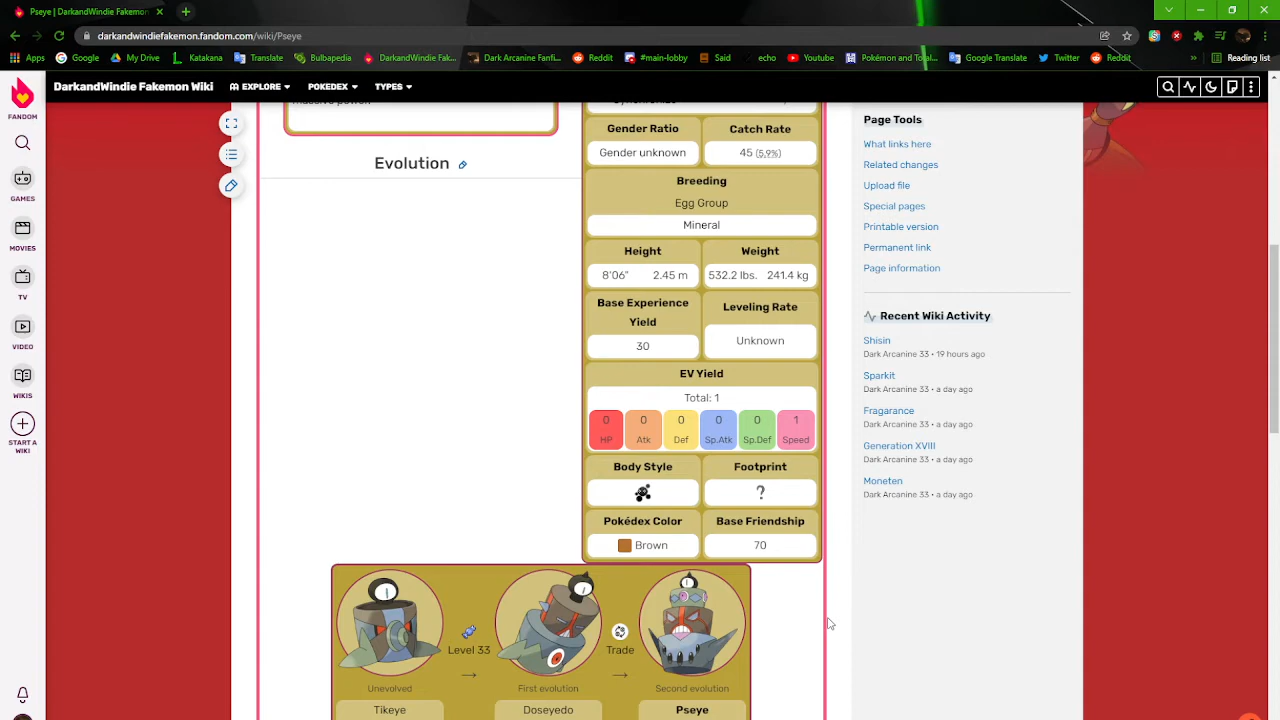 Pseye | DarkandWindie Fakemon
darkandwindiefakemon.fandom.com/wiki/Pseye
Apps Google My Drive Katakana Translate Bulbapedia DarkandWindie Fak... Dark Arcanine Fanfi... Reddit #main-lobby Said echo Youtube Pokémon and Total... Google Translate Twitter Reddit » Reading list
FANDOM
GAMES
MOVIES
TV
VIDEO
WIKIS
START A
WIKI
DarkandWindie Fakemon Wiki EXPLORE POKEDEX TYPES
massive power.
Evolution
Synchronize
Gender Ratio Catch Rate
Gender unknown 45 (5.9%)
Breeding
Egg Group
Mineral
Height Weight
8'06" 2.45 m 532.2 lbs. 241.4 kg
Base Experience
Yield
Leveling Rate
30 Unknown
EV Yield
Total: 1
0 0 0 0 0 1
HP Atk Def Sp.Atk Sp.Def Speed
Body Style Footprint
?
Pokédex Color Base Friendship
Brown 70
Level 33 Trade
→ →
Unevolved First evolution Second evolution
Tikeye Doseyedo Pseye
Page Tools
What links here
Related changes
Upload file
Special pages
Printable version
Permanent link
Page information
Recent Wiki Activity
Shisin
Dark Arcanine 33 • 19 hours ago
Sparkit
Dark Arcanine 33 • a day ago
Fragarance
Dark Arcanine 33 • a day ago
Generation XVIII
Dark Arcanine 33 • a day ago
Moneten
Dark Arcanine 33 • a day ago